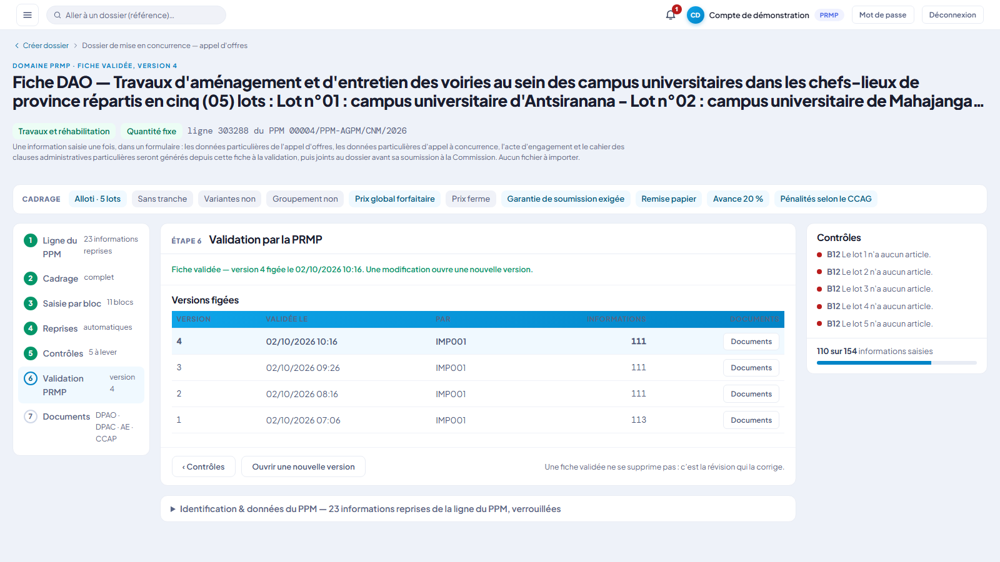 Aller à un dossier (référence)...
1
CD
Compte de démonstration
PRMP
Mot de passe
Déconnexion
Créer dossier
Dossier de mise en concurrence — appel d'offres
DOMAINE PRMP · FICHE VALIDÉE, VERSION 4
Fiche DAO — Travaux d'aménagement et d'entretien des voiries au sein des campus universitaires dans les chefs-lieux de
province répartis en cinq (05) lots : Lot n°01 : campus universitaire d'Antsiranana - Lot n°02 : campus universitaire de Mahajanga...
Travaux et réhabilitation
Quantité fixe
ligne 303288 du PPM 00004/PPM-AGPM/CNM/2026
Une information saisie une fois, dans un formulaire : les données particulières de l'appel d'offres, les données particulières d'appel à concurrence, l'acte d'engagement et le cahier des
clauses administratives particulières seront générés depuis cette fiche à la validation, puis joints au dossier avant sa soumission à la Commission. Aucun fichier à importer.
CADRAGE
Alloti · 5 lots
Sans tranche
Variantes non
Groupement non
Prix global forfaitaire
Prix ferme
Garantie de soumission exigée
Remise papier
Avance 20 %
Pénalités selon le CCAG
1
Ligne du
PPM
23 informations
reprises
2
Cadrage
complet
3
Saisie par bloc
11 blocs
4
Reprises
automatiques
5
Contrôles
5 à lever
6
Validation
PRMP
version
4
7
Documents
DPAO ·
DPAC · AE ·
CCAP
ÉTAPE 6
Validation par la PRMP
Fiche validée — version 4 figée le 02/10/2026 10:16. Une modification ouvre une nouvelle version.
Versions figées
VERSION VALIDÉE LE PAR INFORMATIONS DOCUMENTS
4 02/10/2026 10:16 IMP001 111 Documents
3 02/10/2026 09:26 IMP001 111 Documents
2 02/10/2026 08:16 IMP001 111 Documents
1 02/10/2026 07:06 IMP001 113 Documents
‹ Contrôles
Ouvrir une nouvelle version
Une fiche validée ne se supprime pas : c'est la révision qui la corrige.
Identification & données du PPM — 23 informations reprises de la ligne du PPM, verrouillées
Contrôles
B12 Le lot 1 n'a aucun article.
B12 Le lot 2 n'a aucun article.
B12 Le lot 3 n'a aucun article.
B12 Le lot 4 n'a aucun article.
B12 Le lot 5 n'a aucun article.
110 sur 154 informations saisies